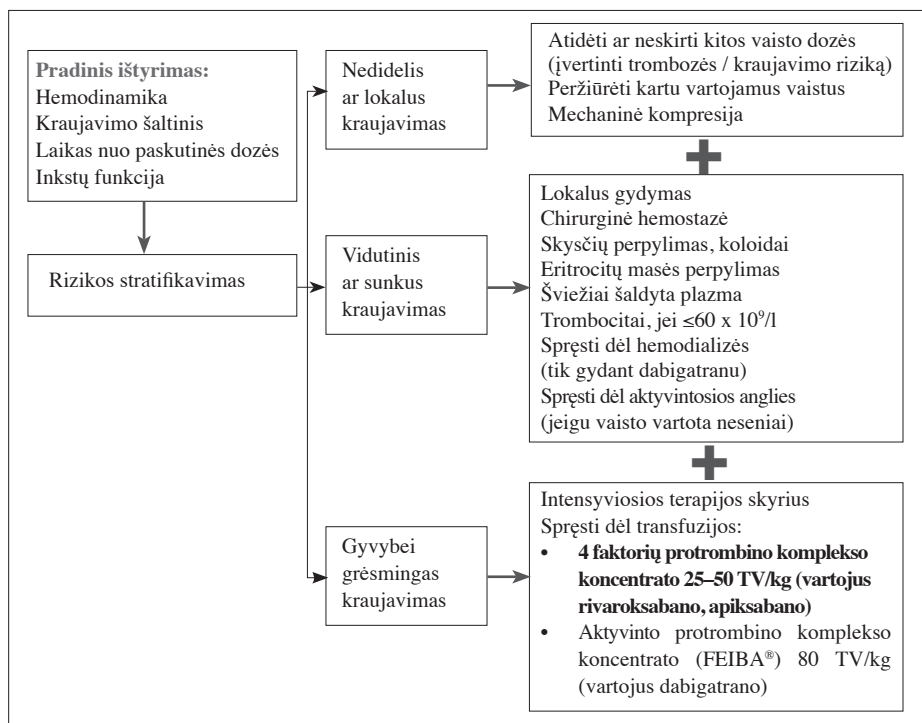 Pradinis ištyrimas:
Hemodinamika
Kraujavimo šaltinis
Laikas nuo paskutinės dozės
Inkstų funkcija
Rizikos stratifikavimas
Nedidelis
ar lokalus
kraujavimas
Atidėti ar neskirti kitos vaisto dozės
(įvertinti trombozės / kraujavimo riziką)
Peržiūrėti kartu vartojamus vaistus
Mechaninė kompresija
Vidutinis
ar sunkus
kraujavimas
Lokalus gydymas
Chirurginė hemostazė
Skysčių perpylimas, koloidai
Eritrocitų masės perpylimas
Šviežiai šaldyta plazma
Trombocitai, jei ≤60 x 10⁹/l
Spręsti dėl hemodializės
(tik gydant dabigatranu)
Spręsti dėl aktyvintosios anglies
(jeigu vaisto vartota neseniai)
Gyvybei
grėsmingas
kraujavimas
Intensyviosios terapijos skyrius
Spręsti dėl transfuzijos:
• 4 faktorių protrombino komplekso
koncentrato 25–50 TV/kg (vartojus
rivaroksabano, apiksabano)
• Aktyvinto protrombino komplekso
koncentrato (FEIBA®) 80 TV/kg
(vartojus dabigatrano)